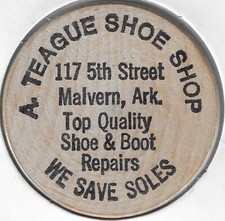 A. TEAGUE SHOE SHOP
117 5th Street
Malvern, Ark.
Top Quality
Shoe & Boot
Repairs
WE SAVE SOLES